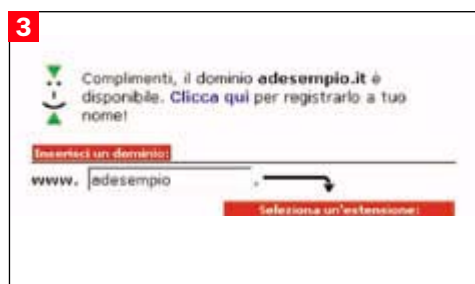 3
Complimenti, il dominio adesempio.it è
disponibile. Clicca qui per registrarlo a tuo
nome!
Inserisci un dominio:
www. adesempio .
Seleziona un'estensione: